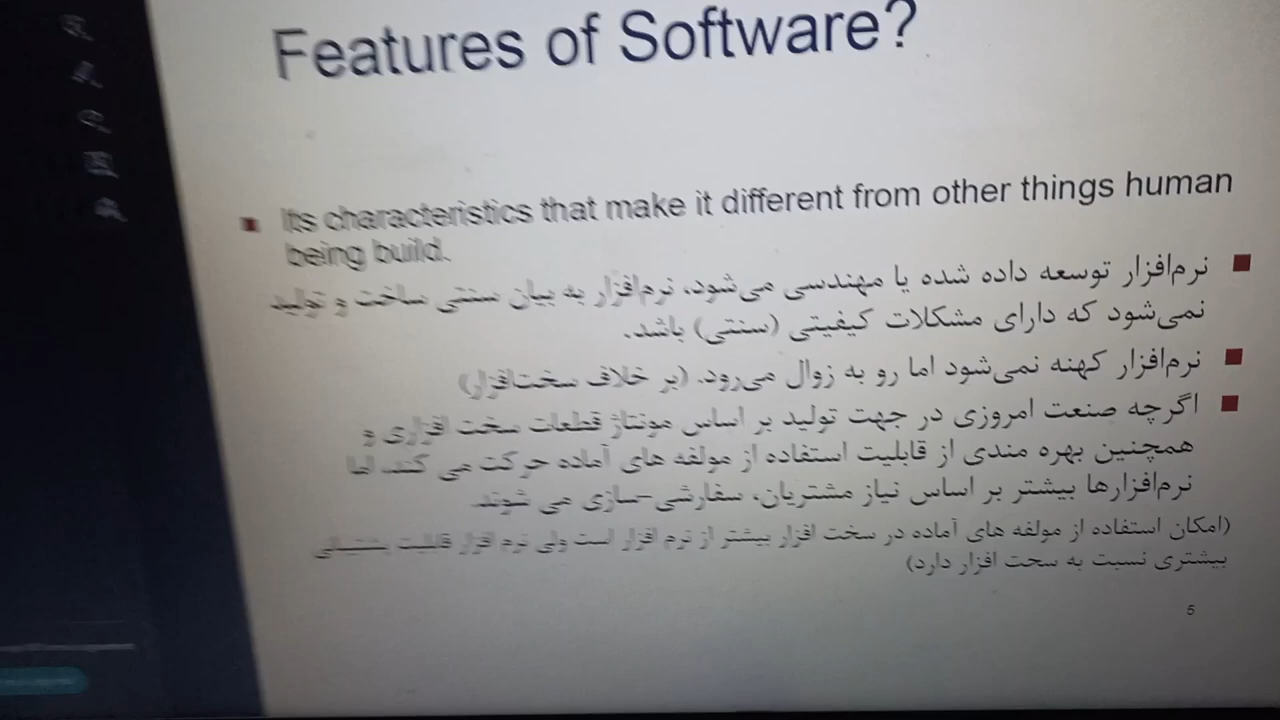 Features of Software?
Its characteristics that make it different from other things human
being build.
نرم‌افزار توسعه داده شده یا مهندسی می‌شود، نرم‌افزار به بیان سنتی ساخت و تولید
نمی‌شود که دارای مشکلات کیفیتی (سنتی) باشد.
نرم‌افزار کهنه نمی‌شود اما رو به زوال می‌رود. (بر خلاف سخت‌افزار)
اگرچه صنعت امروزی در جهت تولید بر اساس مونتاژ قطعات سخت افزاری و
همچنین بهره مندی از قابلیت استفاده از مولفه های آماده حرکت می کند، اما
نرم‌افزارها بیشتر بر اساس نیاز مشتریان، سفارشی-سازی می شوند.
(امکان استفاده از مولفه های آماده در سخت افزار بیشتر از نرم افزار است ولی نرم افزار قابلیت
بیشتری نسبت به سخت افزار دارد)
5